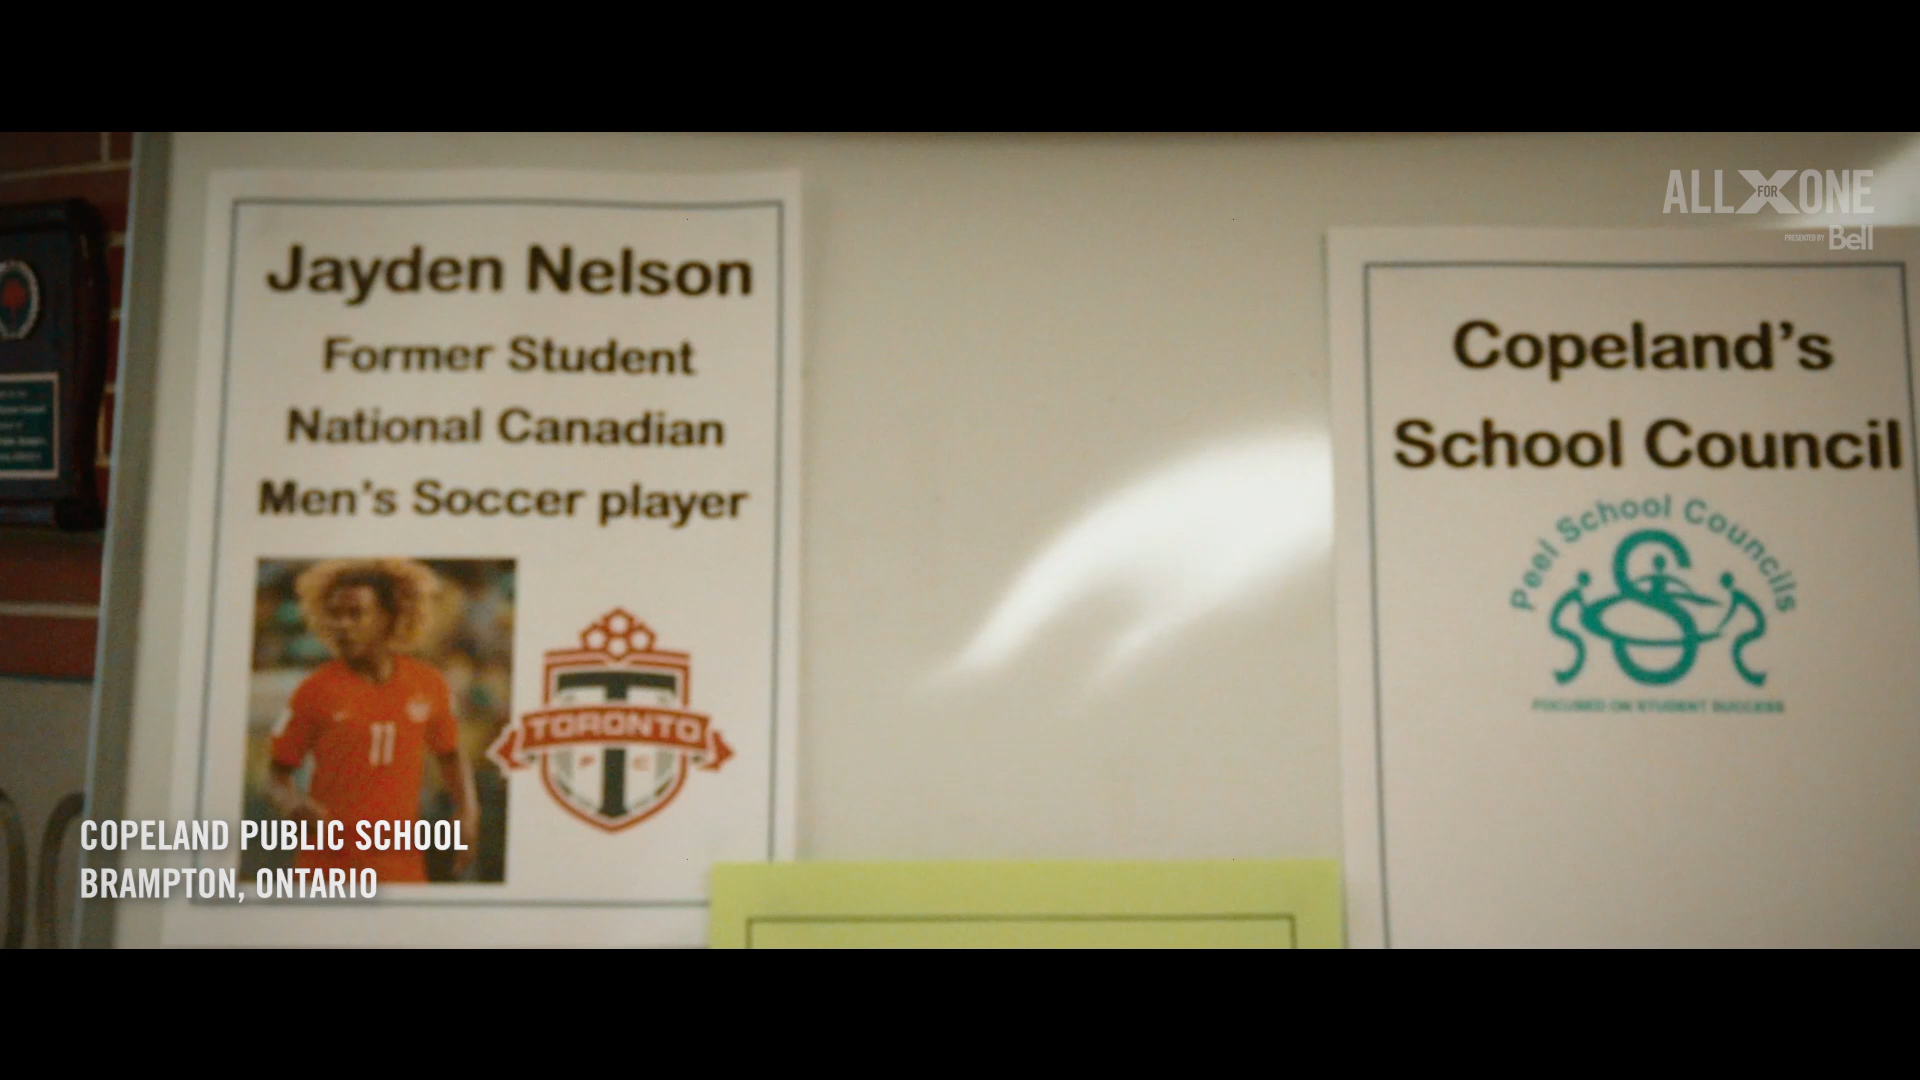 ALL FOR ONE
PRESENTED BY Bell
Jayden Nelson
Former Student
National Canadian
Men's Soccer player
11
T
TORONTO
F C
Copeland's
School Council
Peel School Councils
FOCUSED ON STUDENT SUCCESS
COPELAND PUBLIC SCHOOL
BRAMPTON, ONTARIO